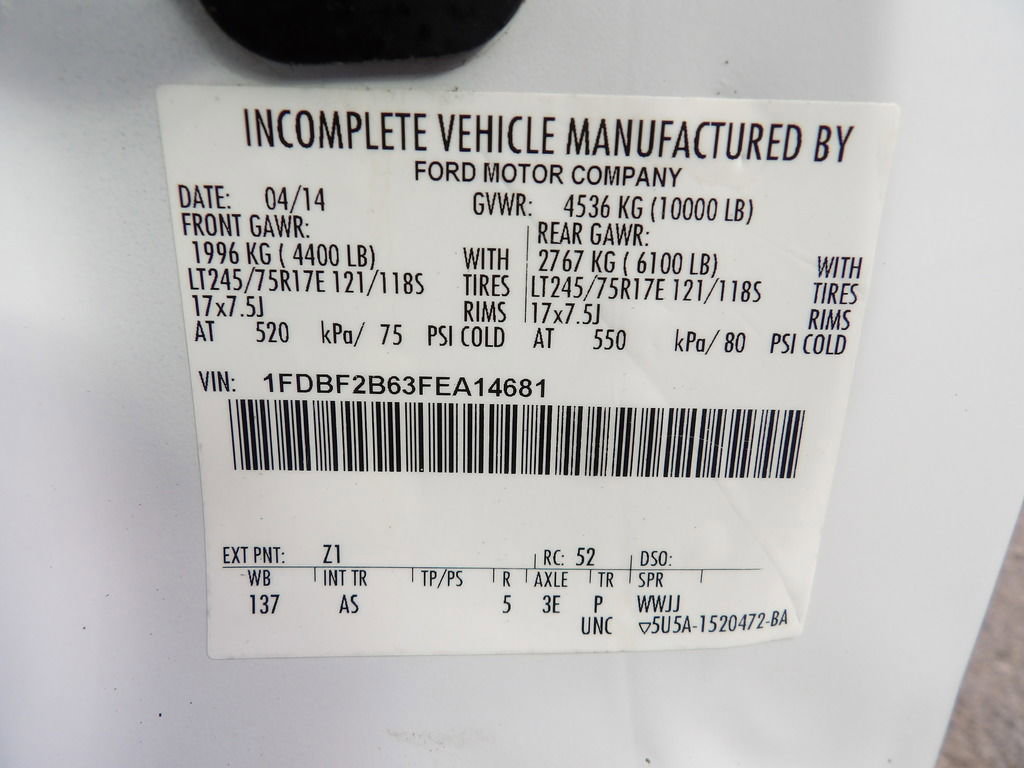 INCOMPLETE VEHICLE MANUFACTURED BY
FORD MOTOR COMPANY
DATE: 04/14 GVWR: 4536 KG (10000 LB)
FRONT GAWR: REAR GAWR:
1996 KG ( 4400 LB) WITH 2767 KG ( 6100 LB) WITH
LT245/75R17E 121/118S TIRES LT245/75R17E 121/118S TIRES
17x7.5J RIMS 17x7.5J RIMS
AT 520 kPa/ 75 PSI COLD AT 550 kPa/ 80 PSI COLD
VIN: 1FDBF2B63FEA14681
EXT PNT: Z1 RC: 52 DSO:
WB INT TR TP/PS R AXLE TR SPR
137 AS 5 3E P WWJJ
UNC ▽5U5A-1520472-BA